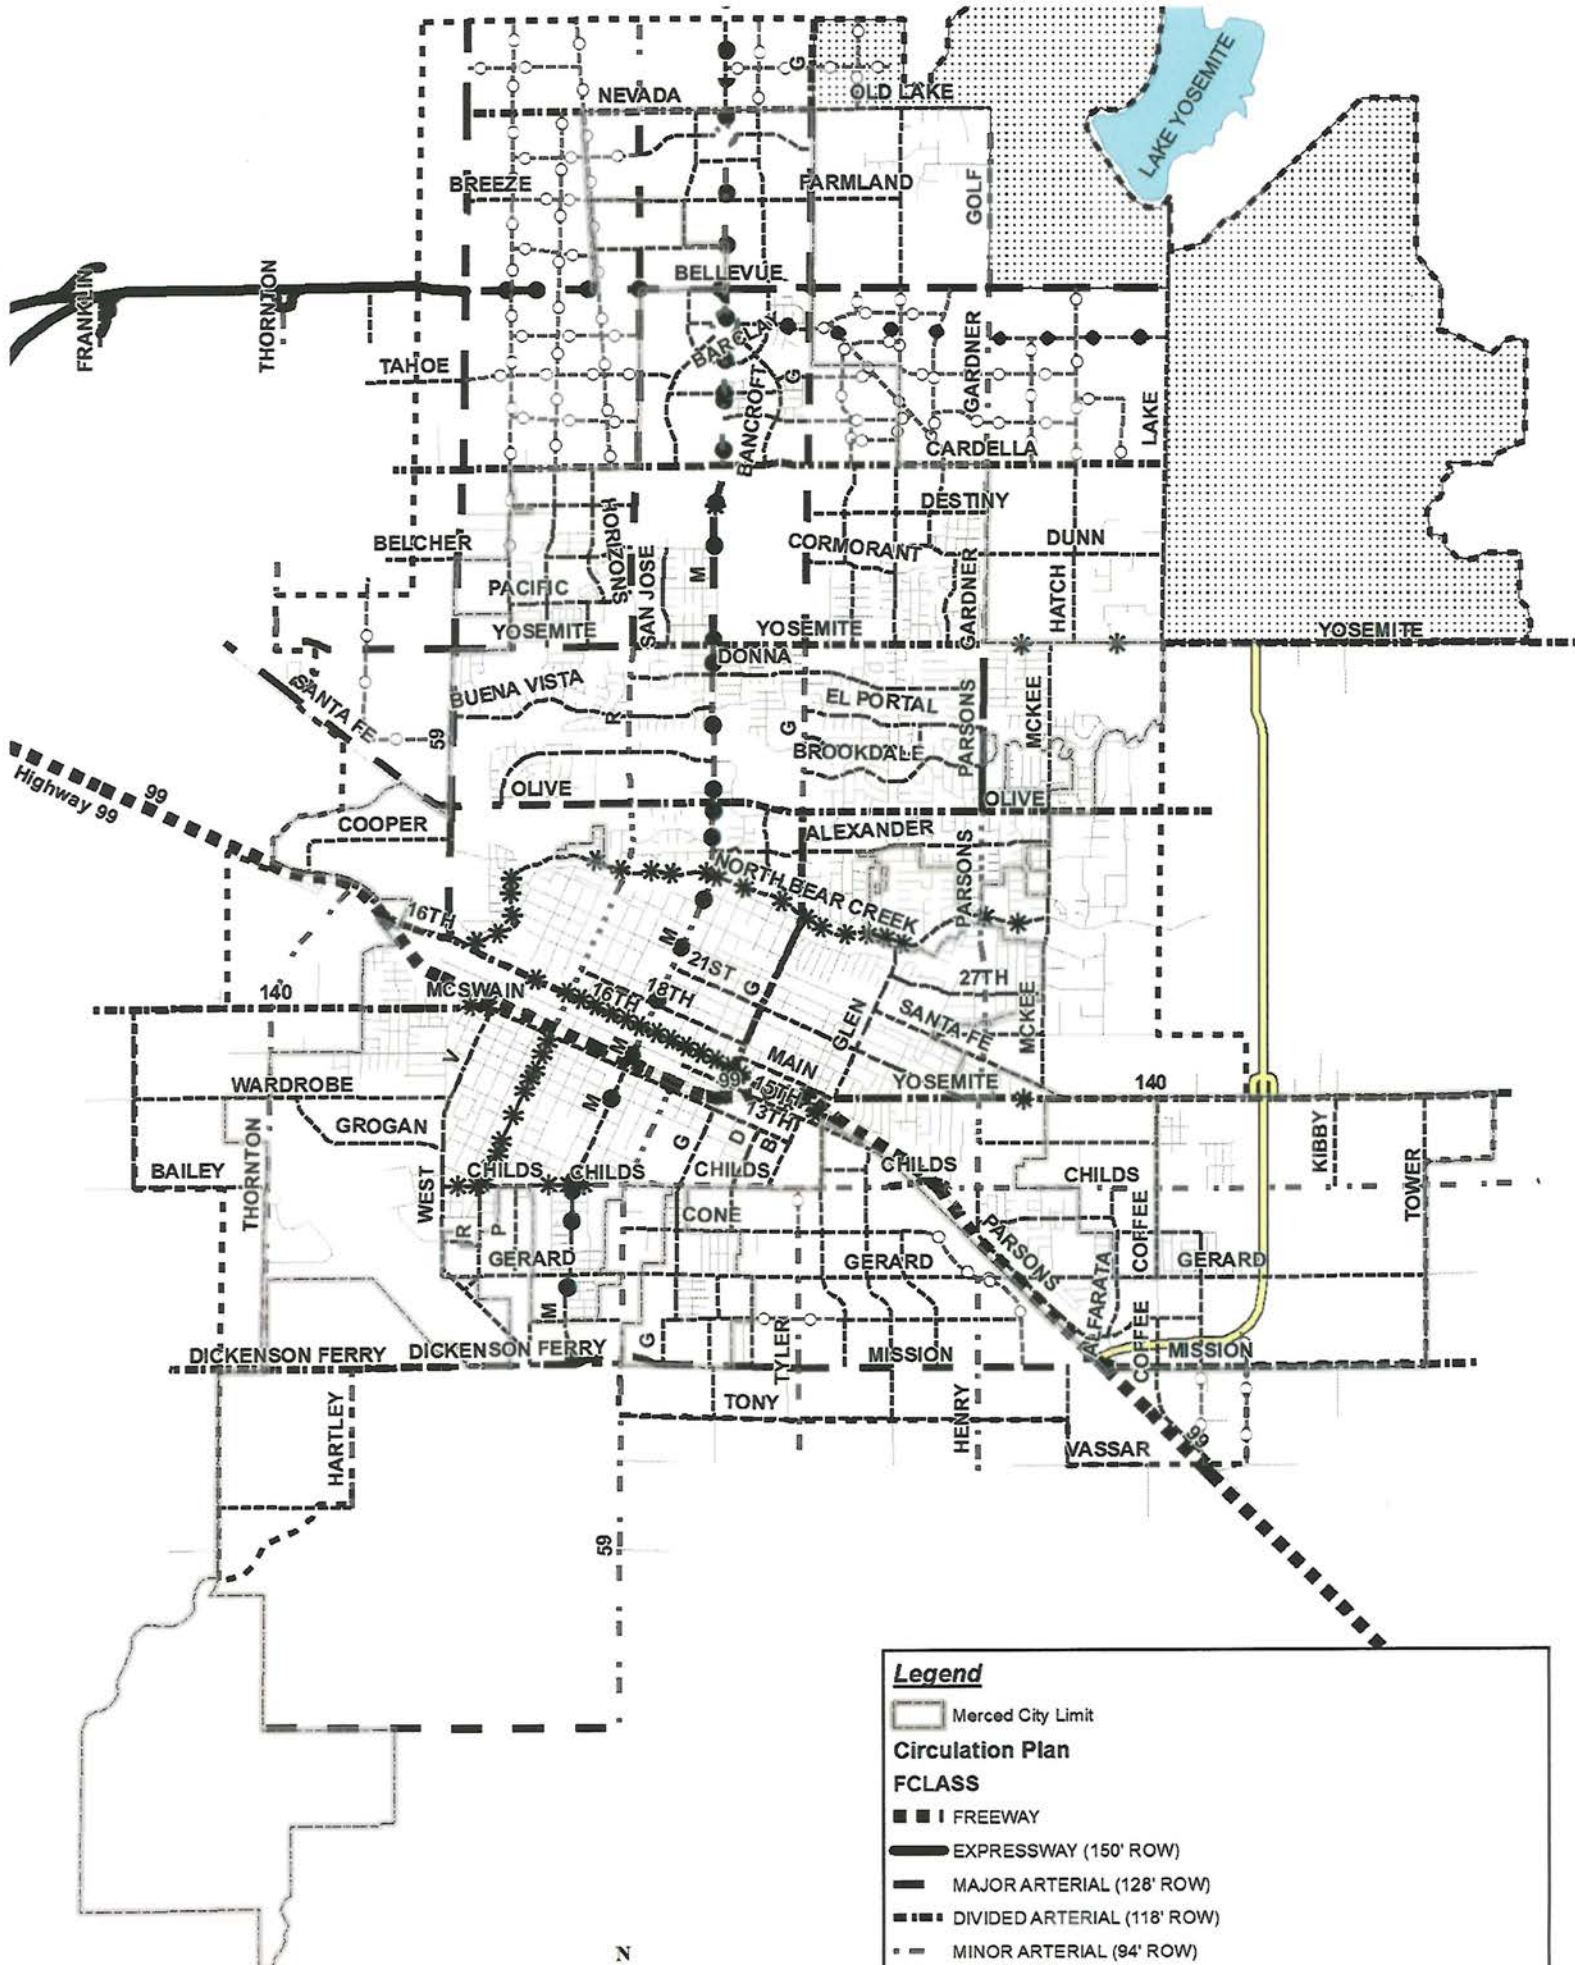 LAKE YOSEMITE
G
NEVADA
OLD LAKE
BREEZE
FARMLAND
GOLF
BELLEVUE
FRANKLIN
THORNTON
BARCLAY
TAHOE
G
GARDNER
BANCROFT
LAKE
CARDELLA
HORIZONS
DESTINY
BELCHER
CORMORANT
DUNN
SAN JOSE
M
PACIFIC
GARDNER
HATCH
YOSEMITE
YOSEMITE
YOSEMITE
DONNA
SANTA FE
BUENA VISTA
EL PORTAL
PARSONS
MCKEE
R
G
59
BROOKDALE
Highway 99
99
OLIVE
OLIVE
COOPER
ALEXANDER
PARSONS
NORTH BEAR CREEK
16TH
M
21ST
27TH
140
MCSWAIN
16TH
18TH
G
GLEN
SANTA FE
MCKEE
V
M
MAIN
WARDROBE
99
15TH
YOSEMITE
140
M
13TH
GROGAN
G
D
B
KIBBY
BAILEY
THORNTON
WEST
CHILDS
CHILDS
CHILDS
CHILDS
CHILDS
COFFEE
TOWER
R
P
CONE
PARSONS
GERARD
GERARD
ALFARATA
GERARD
M
G
TYLER
COFFEE
DICKENSON FERRY
DICKENSON FERRY
MISSION
MISSION
HARTLEY
TONY
HENRY
VASSAR
99
59
Legend
Merced City Limit
Circulation Plan
FCLASS
FREEWAY
EXPRESSWAY (150' ROW)
MAJOR ARTERIAL (128' ROW)
DIVIDED ARTERIAL (118' ROW)
MINOR ARTERIAL (94' ROW)
N